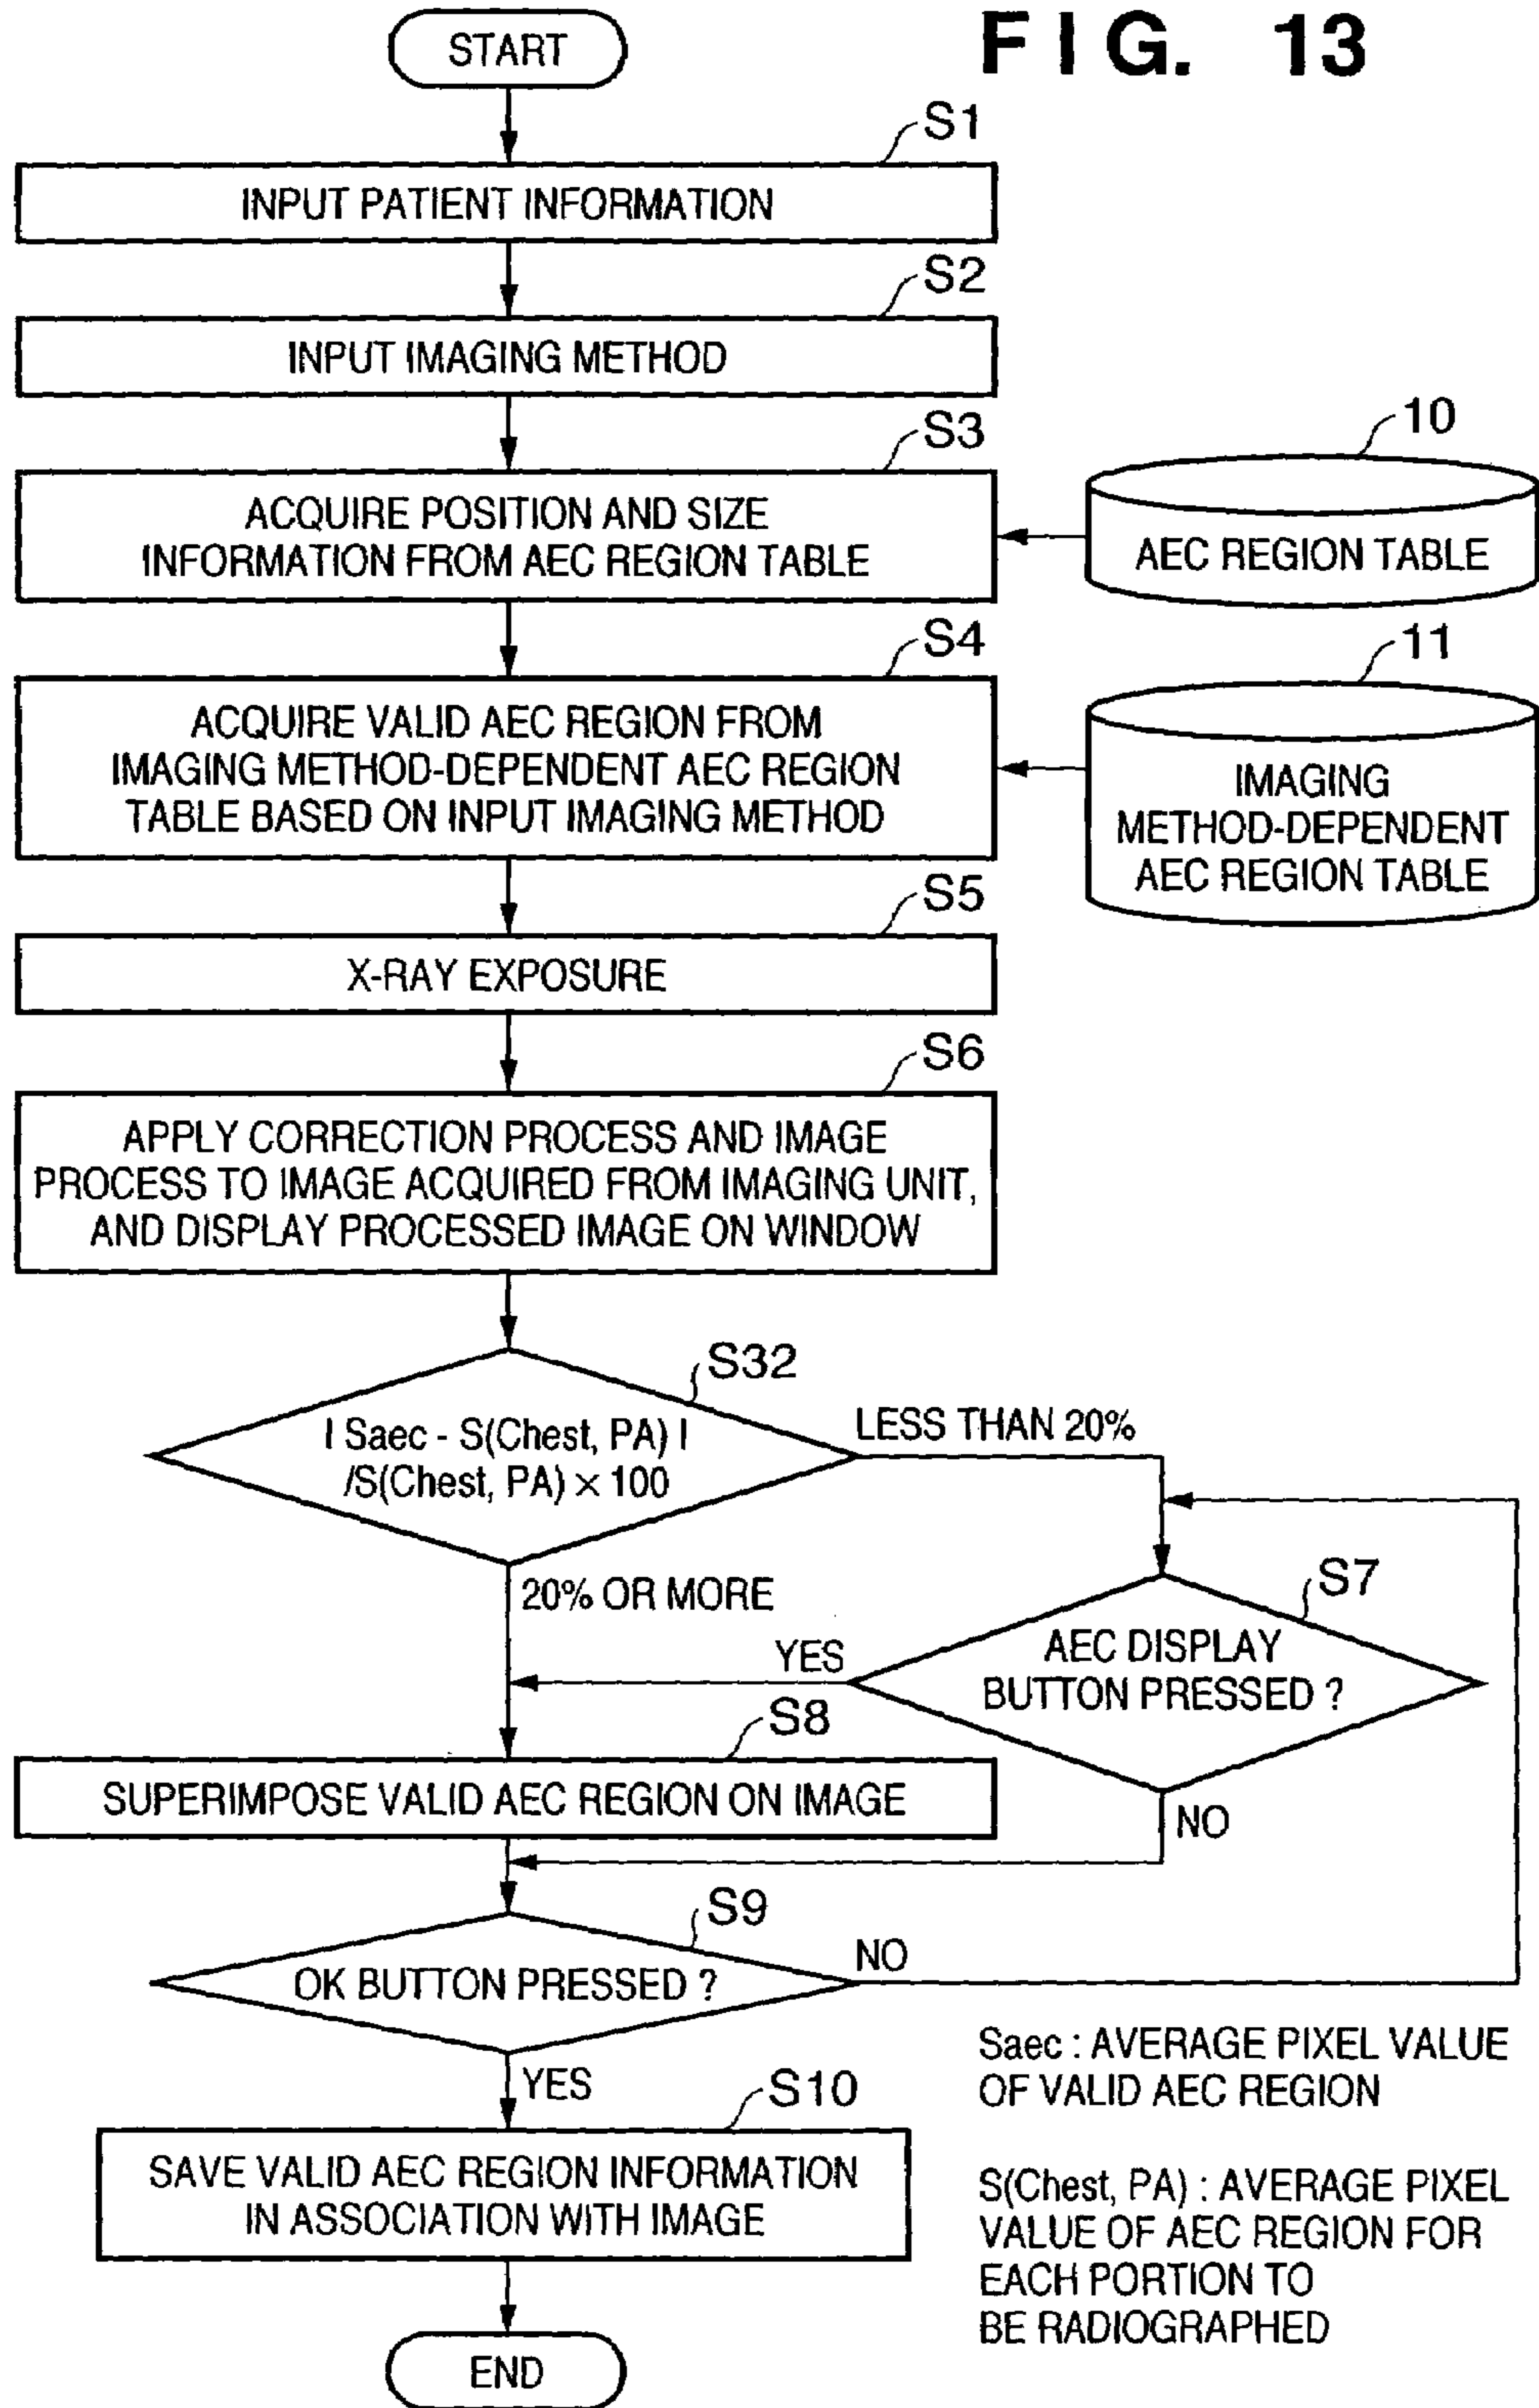 FIG. 13
START
S1
INPUT PATIENT INFORMATION
S2
INPUT IMAGING METHOD
S3
ACQUIRE POSITION AND SIZE
INFORMATION FROM AEC REGION TABLE
10
AEC REGION TABLE
S4
ACQUIRE VALID AEC REGION FROM
IMAGING METHOD-DEPENDENT AEC REGION
TABLE BASED ON INPUT IMAGING METHOD
11
IMAGING
METHOD-DEPENDENT
AEC REGION TABLE
S5
X-RAY EXPOSURE
S6
APPLY CORRECTION PROCESS AND IMAGE
PROCESS TO IMAGE ACQUIRED FROM IMAGING UNIT,
AND DISPLAY PROCESSED IMAGE ON WINDOW
S32
| Saec - S(Chest, PA) |
/S(Chest, PA) × 100
LESS THAN 20%
20% OR MORE
S7
AEC DISPLAY
BUTTON PRESSED ?
YES
NO
S8
SUPERIMPOSE VALID AEC REGION ON IMAGE
S9
OK BUTTON PRESSED ?
NO
YES
S10
SAVE VALID AEC REGION INFORMATION
IN ASSOCIATION WITH IMAGE
END
Saec : AVERAGE PIXEL VALUE
OF VALID AEC REGION
S(Chest, PA) : AVERAGE PIXEL
VALUE OF AEC REGION FOR
EACH PORTION TO
BE RADIOGRAPHED